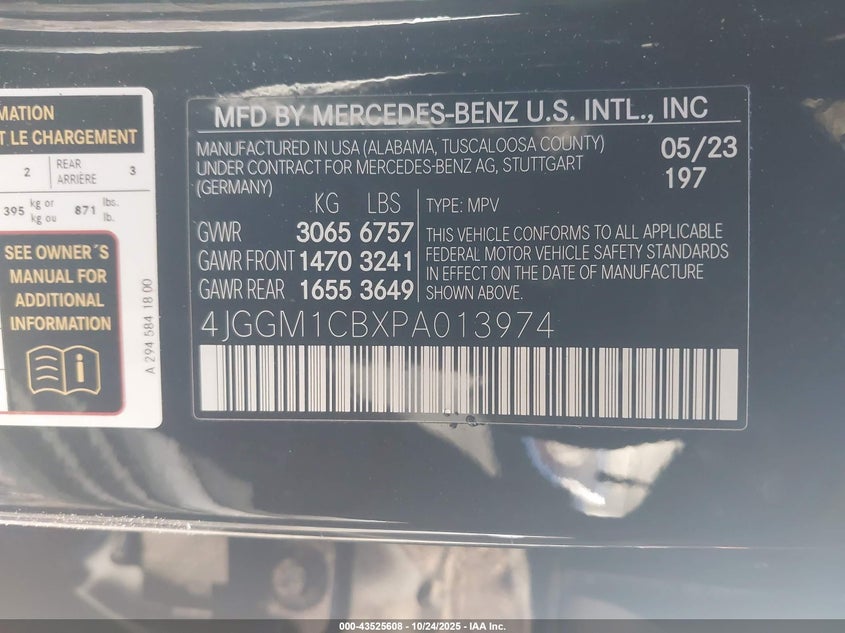 MATION
T LE CHARGEMENT
2 REAR ARRIÈRE 3
395 kg or kg ou 871 lbs. lb.
SEE OWNER´S
MANUAL FOR
ADDITIONAL
INFORMATION
A 294 584 18 00
MFD BY MERCEDES-BENZ U.S. INTL., INC
MANUFACTURED IN USA (ALABAMA, TUSCALOOSA COUNTY)
UNDER CONTRACT FOR MERCEDES-BENZ AG, STUTTGART
(GERMANY)
05/23
197
KG LBS
GVWR 3065 6757
GAWR FRONT 1470 3241
GAWR REAR 1655 3649
TYPE: MPV
THIS VEHICLE CONFORMS TO ALL APPLICABLE
FEDERAL MOTOR VEHICLE SAFETY STANDARDS
IN EFFECT ON THE DATE OF MANUFACTURE
SHOWN ABOVE.
4JGGM1CBXPA013974
000-43525608 - 10/24/2025 - IAA Inc.